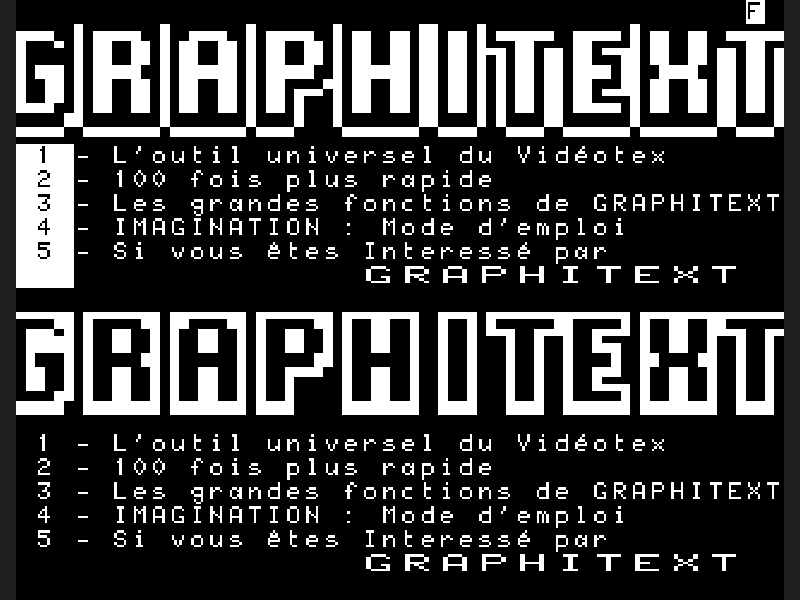 F
GRAPHITEXT
1 - L'outil universel du Vidéotex
2 - 100 fois plus rapide
3 - Les grandes fonctions de GRAPHITEXT
4 - IMAGINATION : Mode d'emploi
5 - Si vous êtes Interessé par
GRAPHITEXT
GRAPHITEXT
1 - L'outil universel du Vidéotex
2 - 100 fois plus rapide
3 - Les grandes fonctions de GRAPHITEXT
4 - IMAGINATION : Mode d'emploi
5 - Si vous êtes Interessé par
GRAPHITEXT